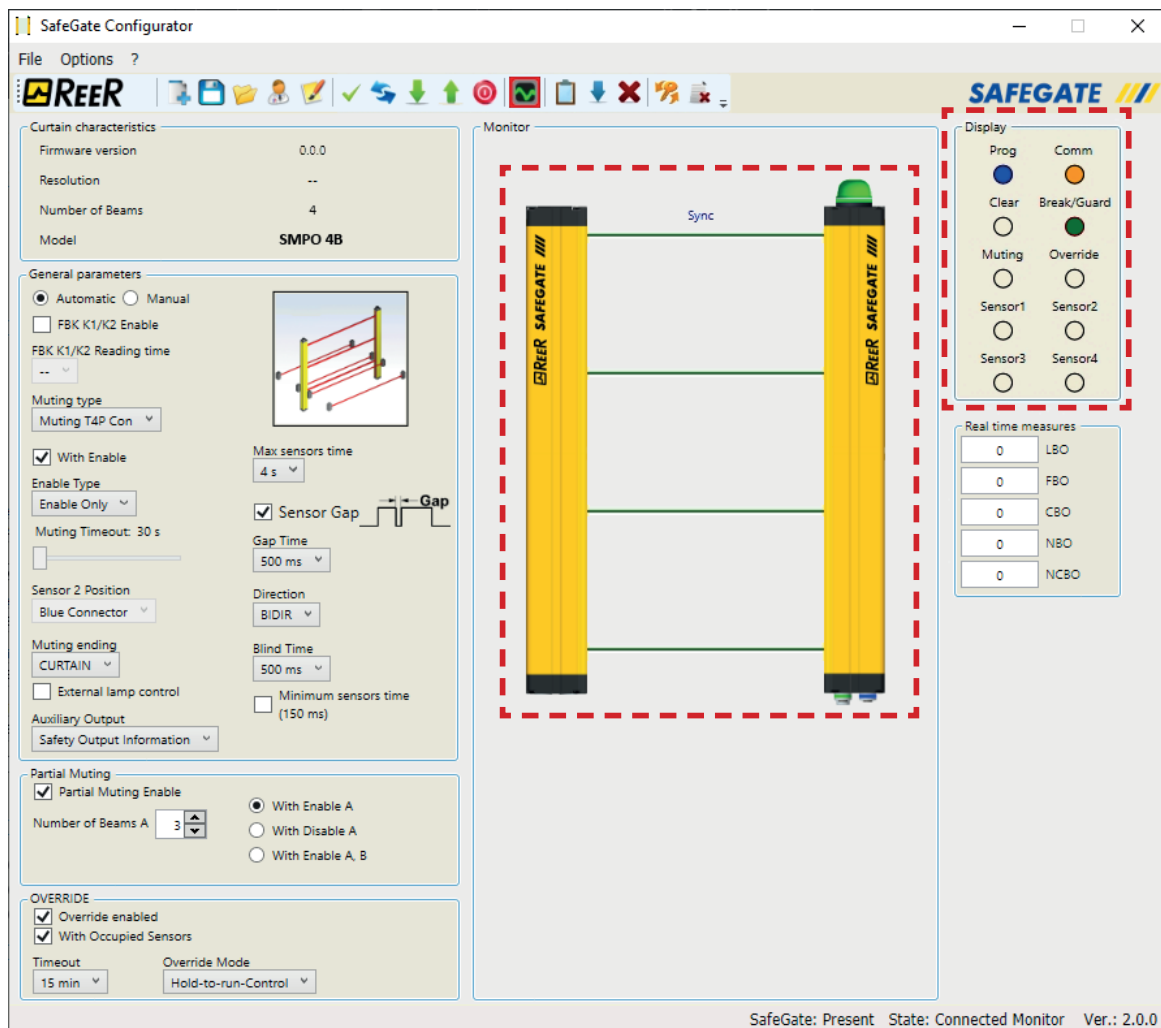 SafeGate Configurator
File Options ?
REER
SAFEGATE
Curtain characteristics
Firmware version 0.0.0
Resolution --
Number of Beams 4
Model SMPO 4B
General parameters
Automatic Manual
FBK K1/K2 Enable
FBK K1/K2 Reading time
--
Muting type
Muting T4P Con
With Enable
Enable Type
Enable Only
Muting Timeout: 30 s
Sensor 2 Position
Blue Connector
Muting ending
CURTAIN
External lamp control
Auxiliary Output
Safety Output Information
Max sensors time
4 s
Sensor Gap
Gap
Gap Time
500 ms
Direction
BIDIR
Blind Time
500 ms
Minimum sensors time
(150 ms)
Partial Muting
Partial Muting Enable
Number of Beams A 3
With Enable A
With Disable A
With Enable A, B
OVERRIDE
Override enabled
With Occupied Sensors
Timeout
15 min
Override Mode
Hold-to-run-Control
Monitor
Sync
REER SAFEGATE
REER SAFEGATE
Display
Prog Comm
Clear Break/Guard
Muting Override
Sensor1 Sensor2
Sensor3 Sensor4
Real time measures
0 LBO
0 FBO
0 CBO
0 NBO
0 NCBO
SafeGate: Present State: Connected Monitor Ver.: 2.0.0